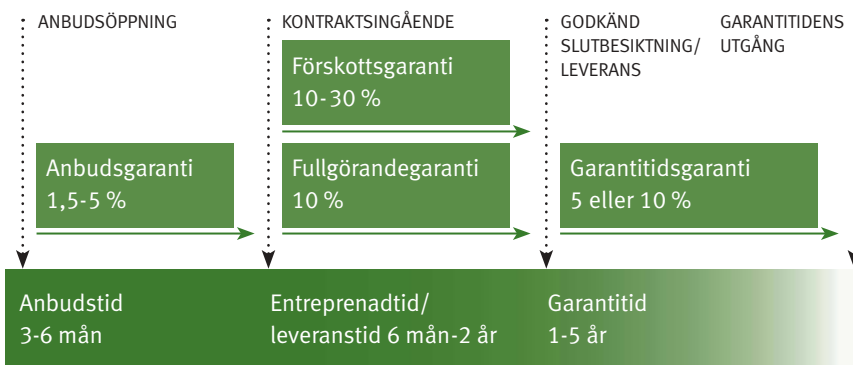 ANBUDSÖPPNING
KONTRAKTSINGÅENDE
GODKÄND
SLUTBESIKTNING/
LEVERANS
GARANTITIDENS
UTGÅNG
Förskottsgaranti
10-30 %
Anbudsgaranti
1,5-5 %
Fullgörandegaranti
10 %
Garantitidsgaranti
5 eller 10 %
Anbudstid
3-6 mån
Entreprenadtid/
leveranstid 6 mån-2 år
Garantitid
1-5 år